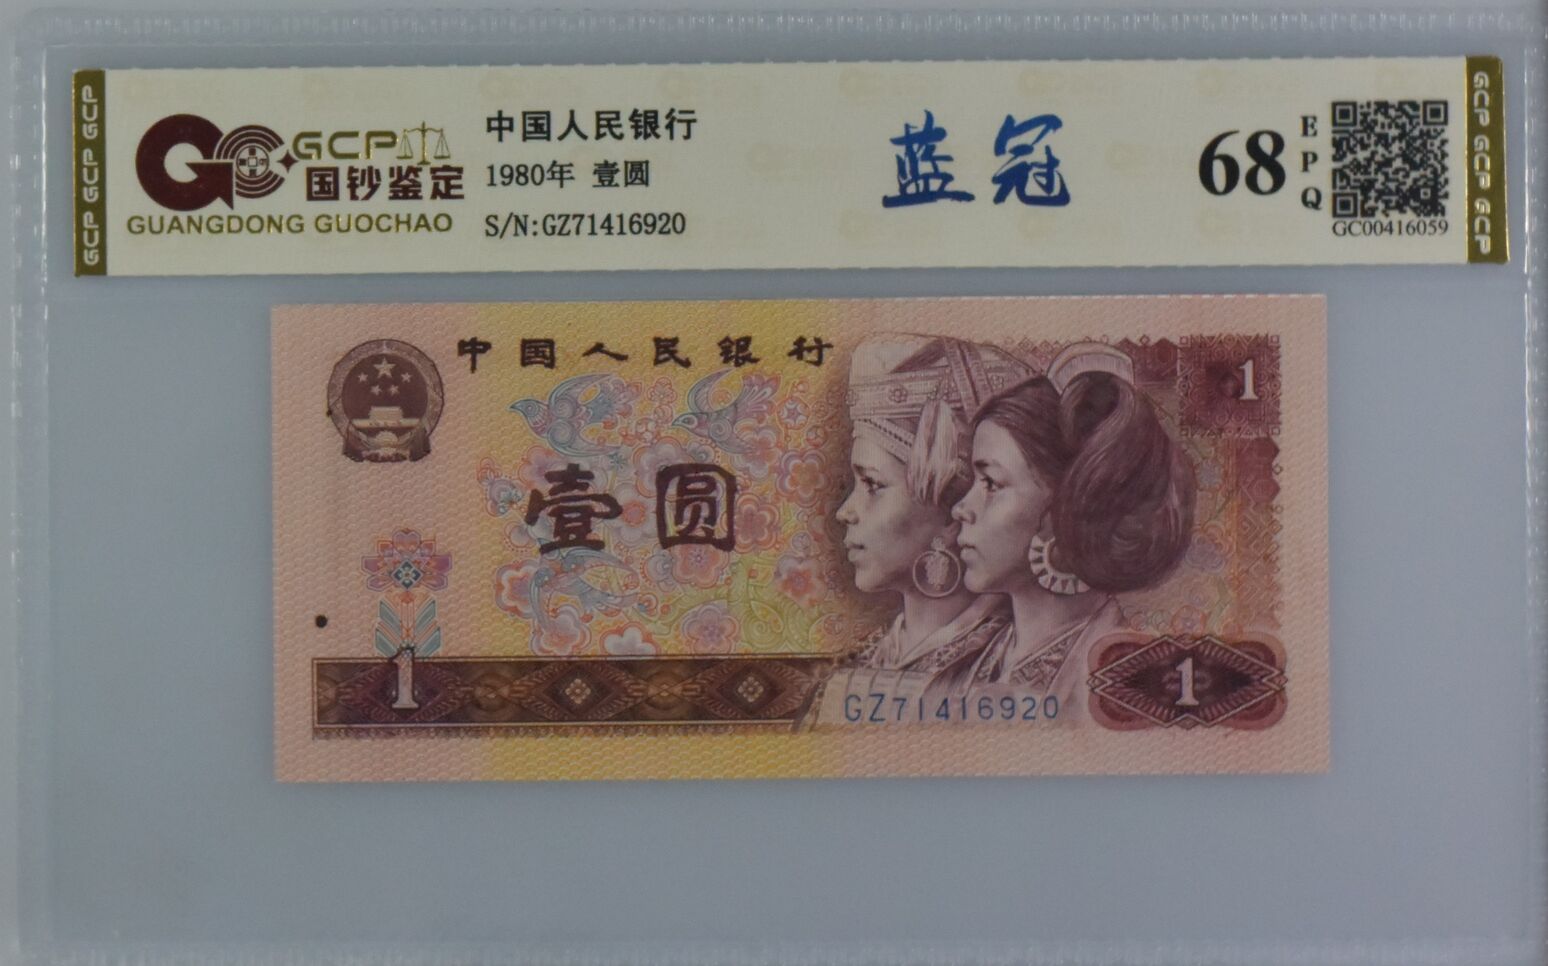 GCP GCP GCP
GCP
国钞鉴定
GUANGDONG GUOCHAO
中国人民银行
1980年 壹圆
S/N:GZ71416920
蓝冠
68
EPQ
GC00416059
GCP GCP GCP
中国人民银行
1
壹圆
1
GZ71416920
1